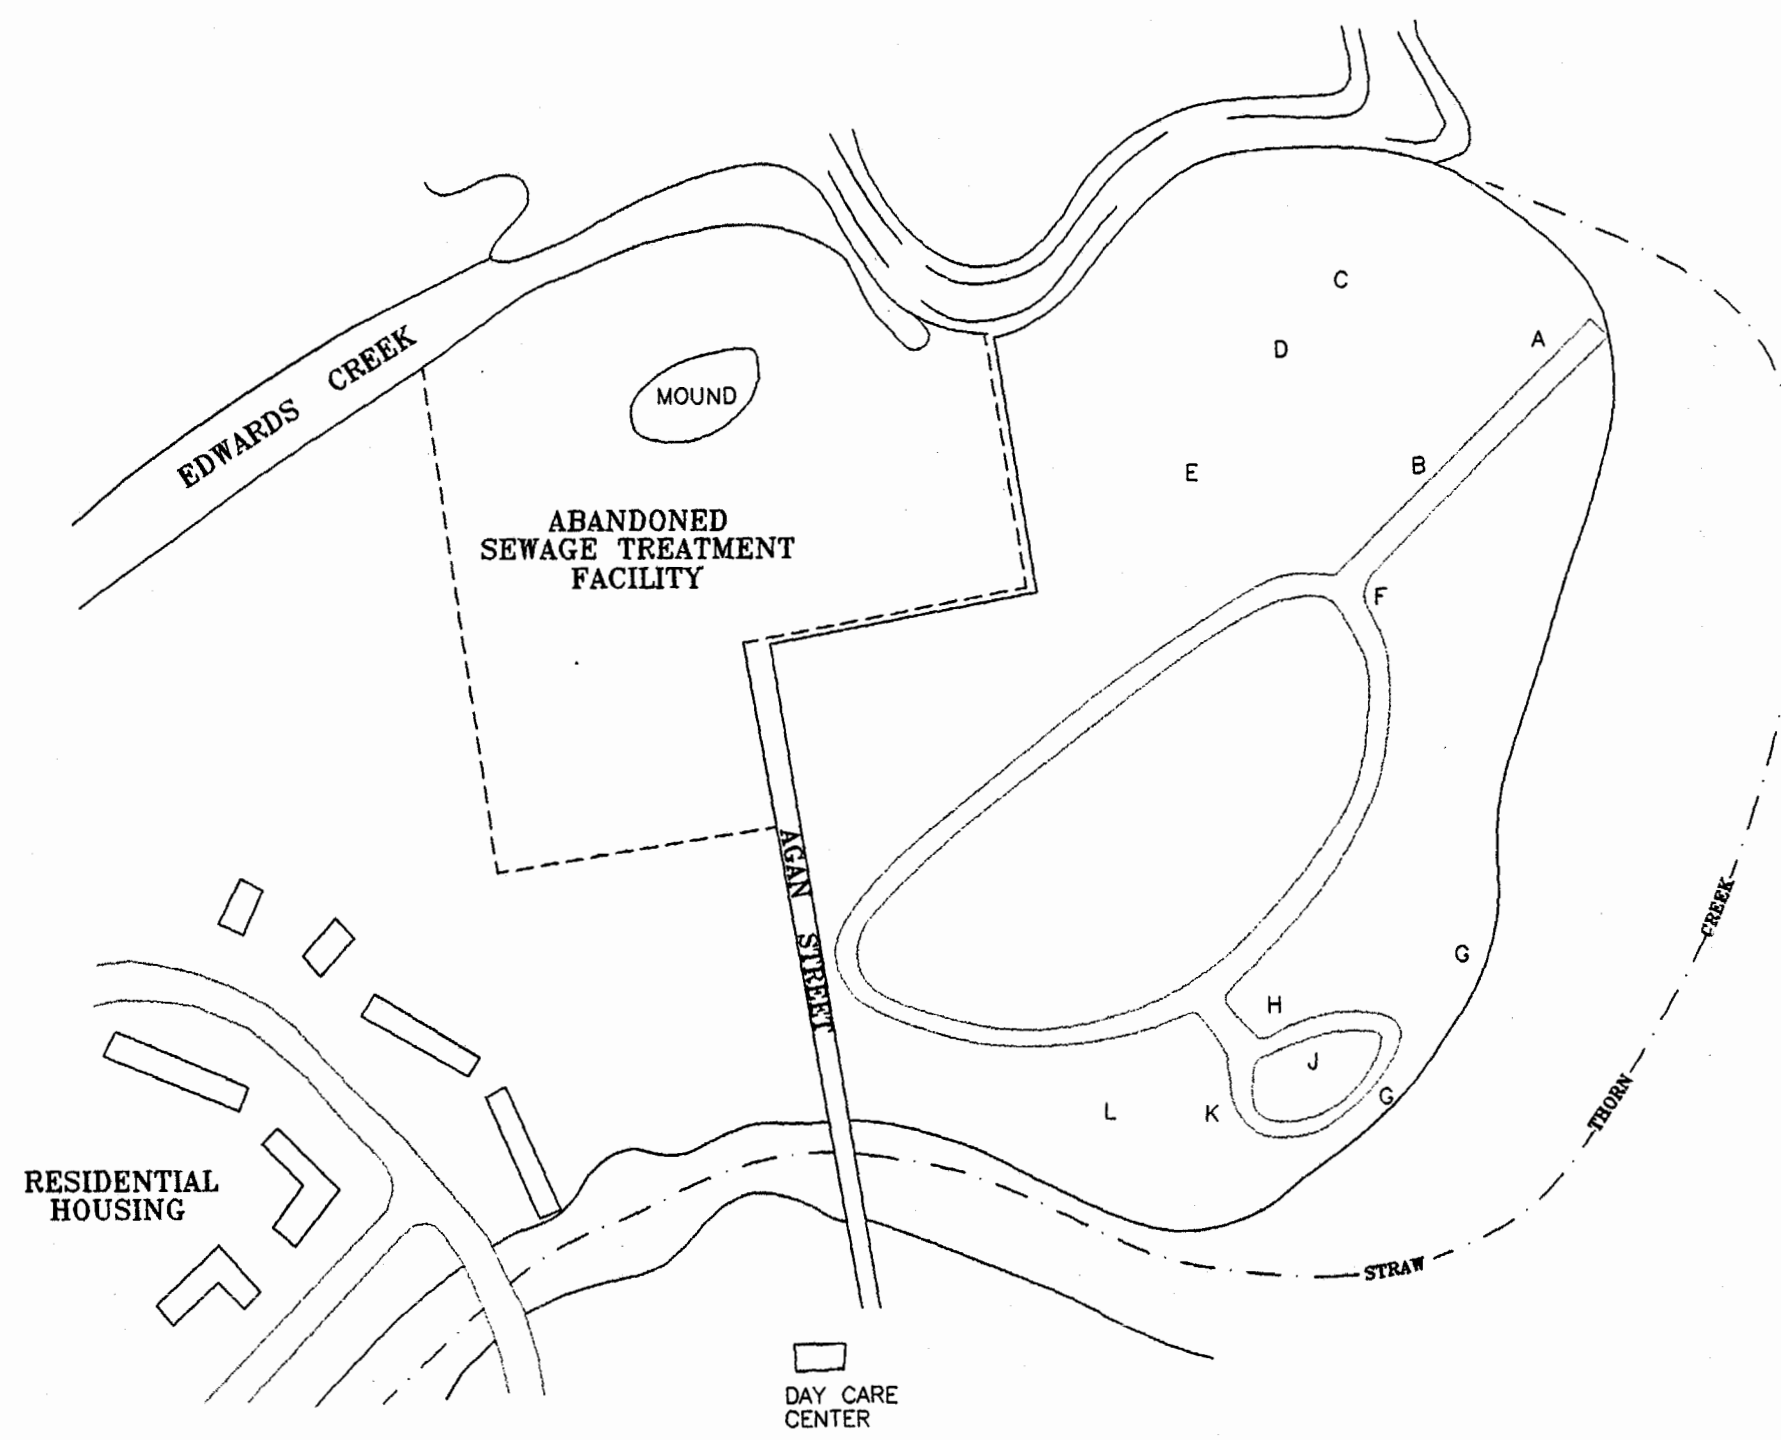 C
A
D
EDWARDS CREEK
MOUND
B
E
ABANDONED
SEWAGE TREATMENT
FACILITY
F
AGAN STREET
G
H
J
G
L
K
THORN
CREEK
STRAW
RESIDENTIAL
HOUSING
DAY CARE
CENTER